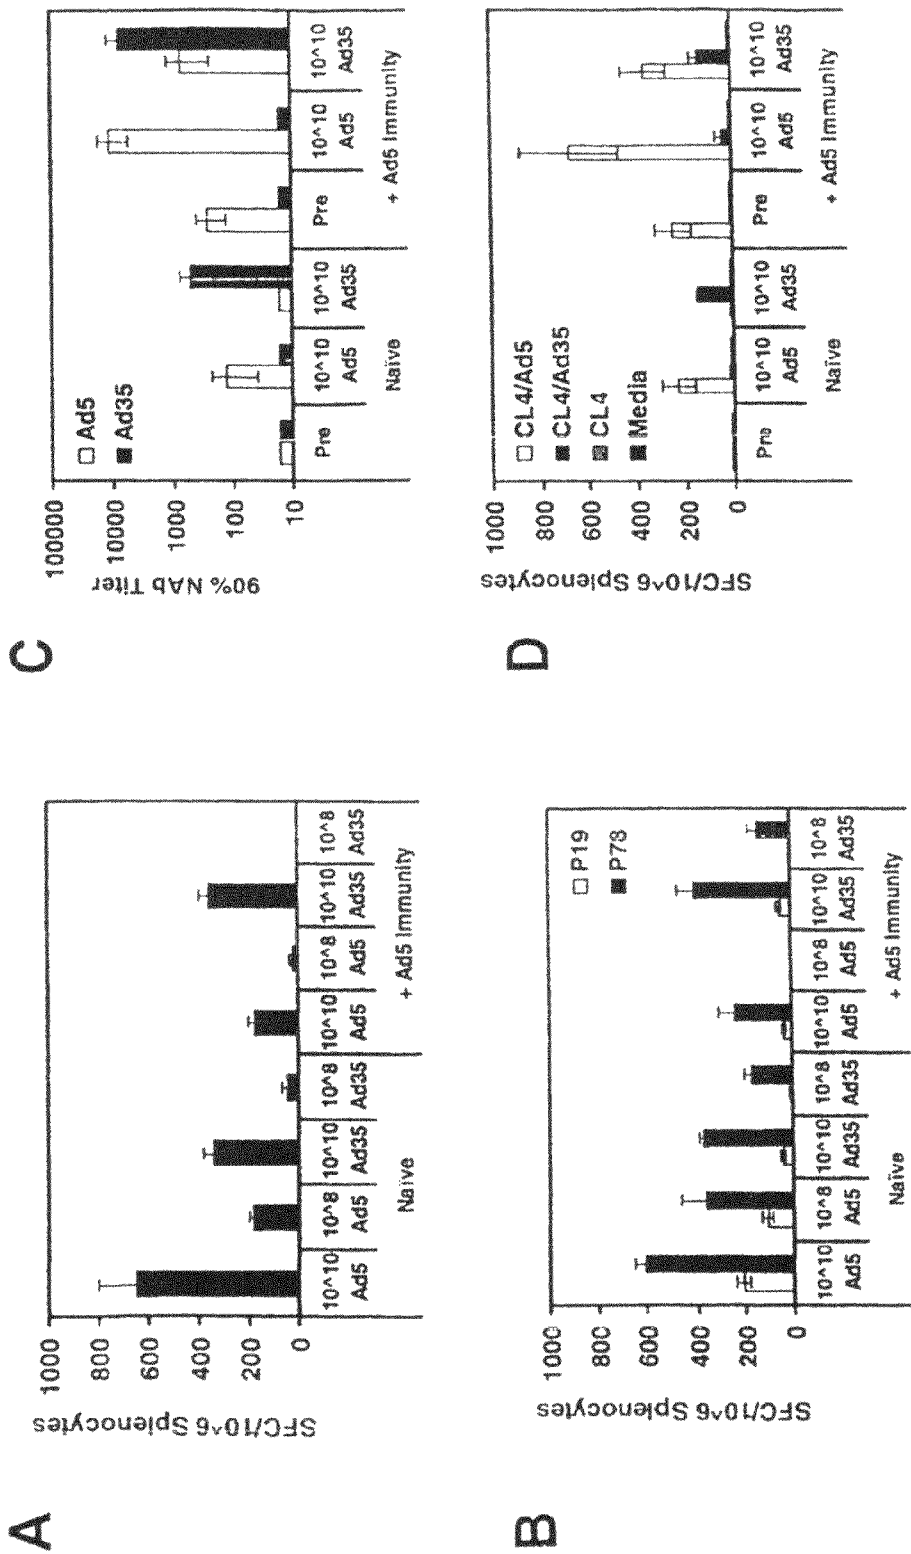 A
SFC/10^6 Splenocytes
1000
800
600
400
200
0
10^10 10^8 10^10 10^8 10^10 10^8 10^10 10^8
Ad5 Ad5 Ad35 Ad35 Ad5 Ad5 Ad35 Ad35
Naïve + Ad5 Immunity
C
90% NAb Titer
100000
10000
1000
100
10
Ad5
Ad35
Pre 10^10 10^10 Pre 10^10 10^10
Ad5 Ad35 Ad5 Ad35
Naïve + Ad5 Immunity
B
SFC/10^6 Splenocytes
1000
800
600
400
200
0
P19
P78
10^10 10^8 10^10 10^8 10^10 10^8 10^10 10^8
Ad5 Ad5 Ad35 Ad35 Ad5 Ad5 Ad35 Ad35
Naïve + Ad5 Immunity
D
SFC/10^6 Splenocytes
1000
800
600
400
200
0
CL4/Ad5
CL4/Ad35
CL4
Media
Pre 10^10 10^10 Pre 10^10 10^10
Ad5 Ad35 Ad5 Ad35
Naïve + Ad5 Immunity